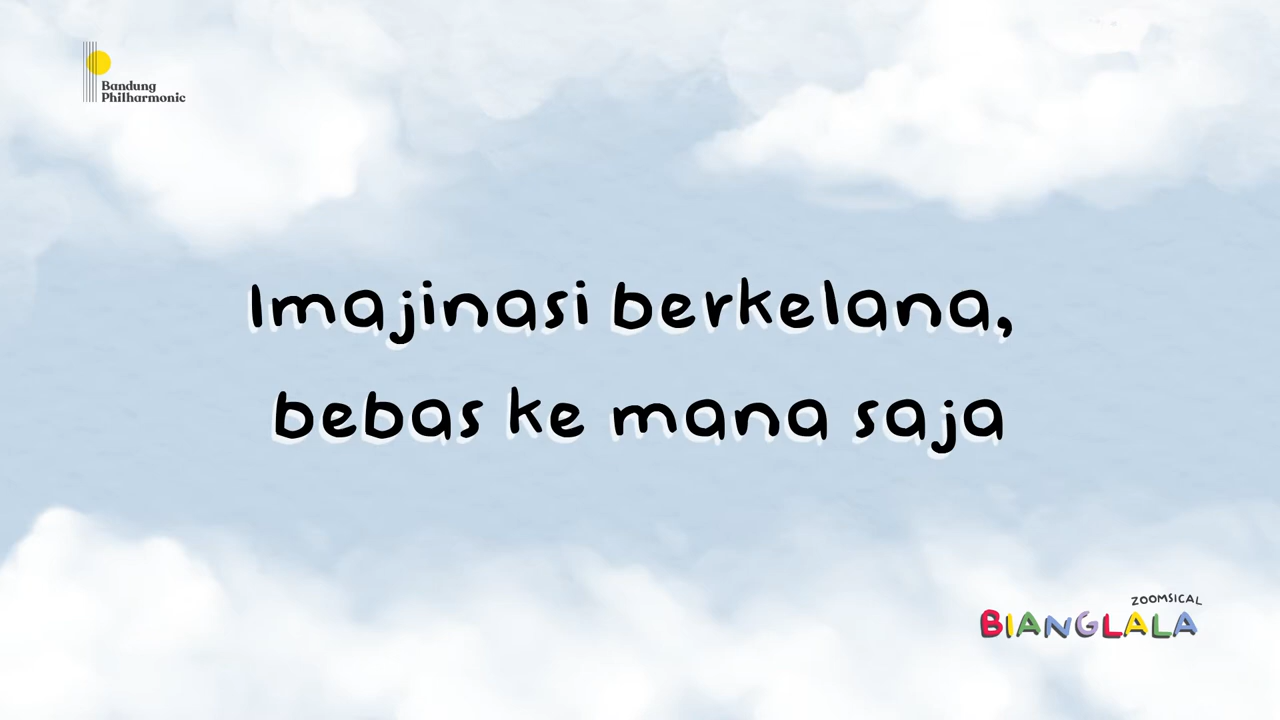 Bandung
Philharmonic
Imajinasi berkelana,
bebas ke mana saja
ZOOMSICAL
BIANGLALA